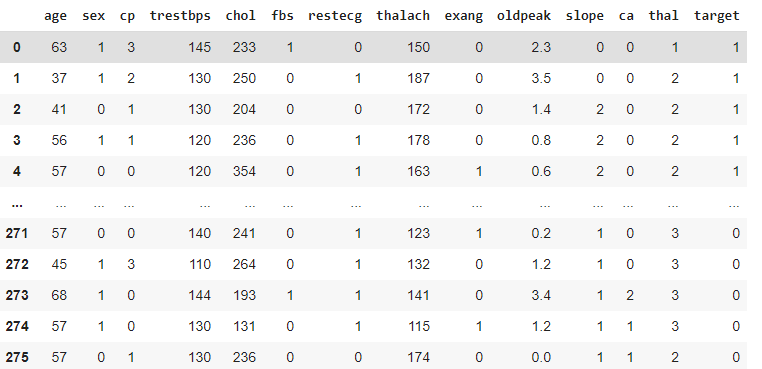 age sex cp trestbps chol fbs restecg thalach exang oldpeak slope ca thal target
0 63 1 3 145 233 1 0 150 0 2.3 0 0 1 1
1 37 1 2 130 250 0 1 187 0 3.5 0 0 2 1
2 41 0 1 130 204 0 0 172 0 1.4 2 0 2 1
3 56 1 1 120 236 0 1 178 0 0.8 2 0 2 1
4 57 0 0 120 354 0 1 163 1 0.6 2 0 2 1
... ... ... ... ... ... ... ... ... ... ... ... ... ... ...
271 57 0 0 140 241 0 1 123 1 0.2 1 0 3 0
272 45 1 3 110 264 0 1 132 0 1.2 1 0 3 0
273 68 1 0 144 193 1 1 141 0 3.4 1 2 3 0
274 57 1 0 130 131 0 1 115 1 1.2 1 1 3 0
275 57 0 1 130 236 0 0 174 0 0.0 1 1 2 0